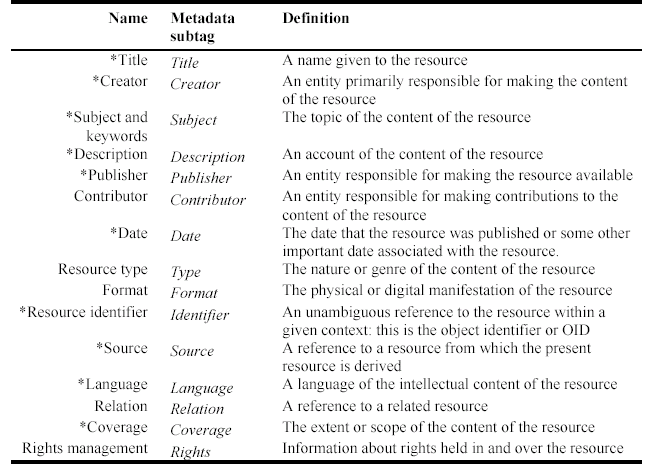 Name Metadata subtag Definition
*Title Title A name given to the resource
*Creator Creator An entity primarily responsible for making the content
of the resource
*Subject and keywords Subject The topic of the content of the resource
*Description Description An account of the content of the resource
*Publisher Publisher An entity responsible for making the resource available
Contributor Contributor An entity responsible for making contributions to the
content of the resource
*Date Date The date that the resource was published or some other
important date associated with the resource.
Resource type Type The nature or genre of the content of the resource
Format Format The physical or digital manifestation of the resource
*Resource identifier Identifier An unambiguous reference to the resource within a
given context: this is the object identifier or OID
*Source Source A reference to a resource from which the present
resource is derived
*Language Language A language of the intellectual content of the resource
Relation Relation A reference to a related resource
*Coverage Coverage The extent or scope of the content of the resource
Rights management Rights Information about rights held in and over the resource